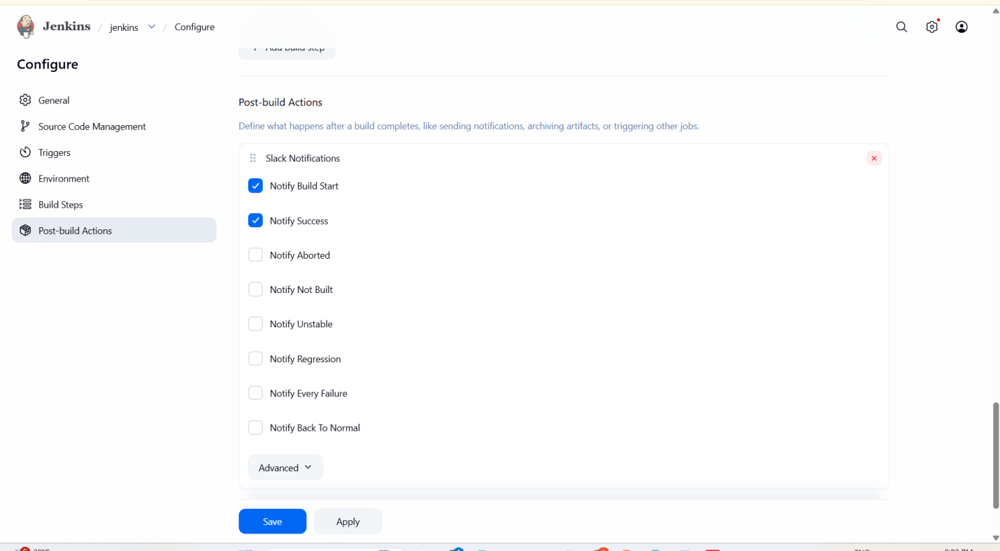 Jenkins / jenkins / Configure
Configure
Add build step
General
Source Code Management
Triggers
Environment
Build Steps
Post-build Actions
Post-build Actions
Define what happens after a build completes, like sending notifications, archiving artifacts, or triggering other jobs.
Slack Notifications
Notify Build Start
Notify Success
Notify Aborted
Notify Not Built
Notify Unstable
Notify Regression
Notify Every Failure
Notify Back To Normal
Advanced
Save Apply